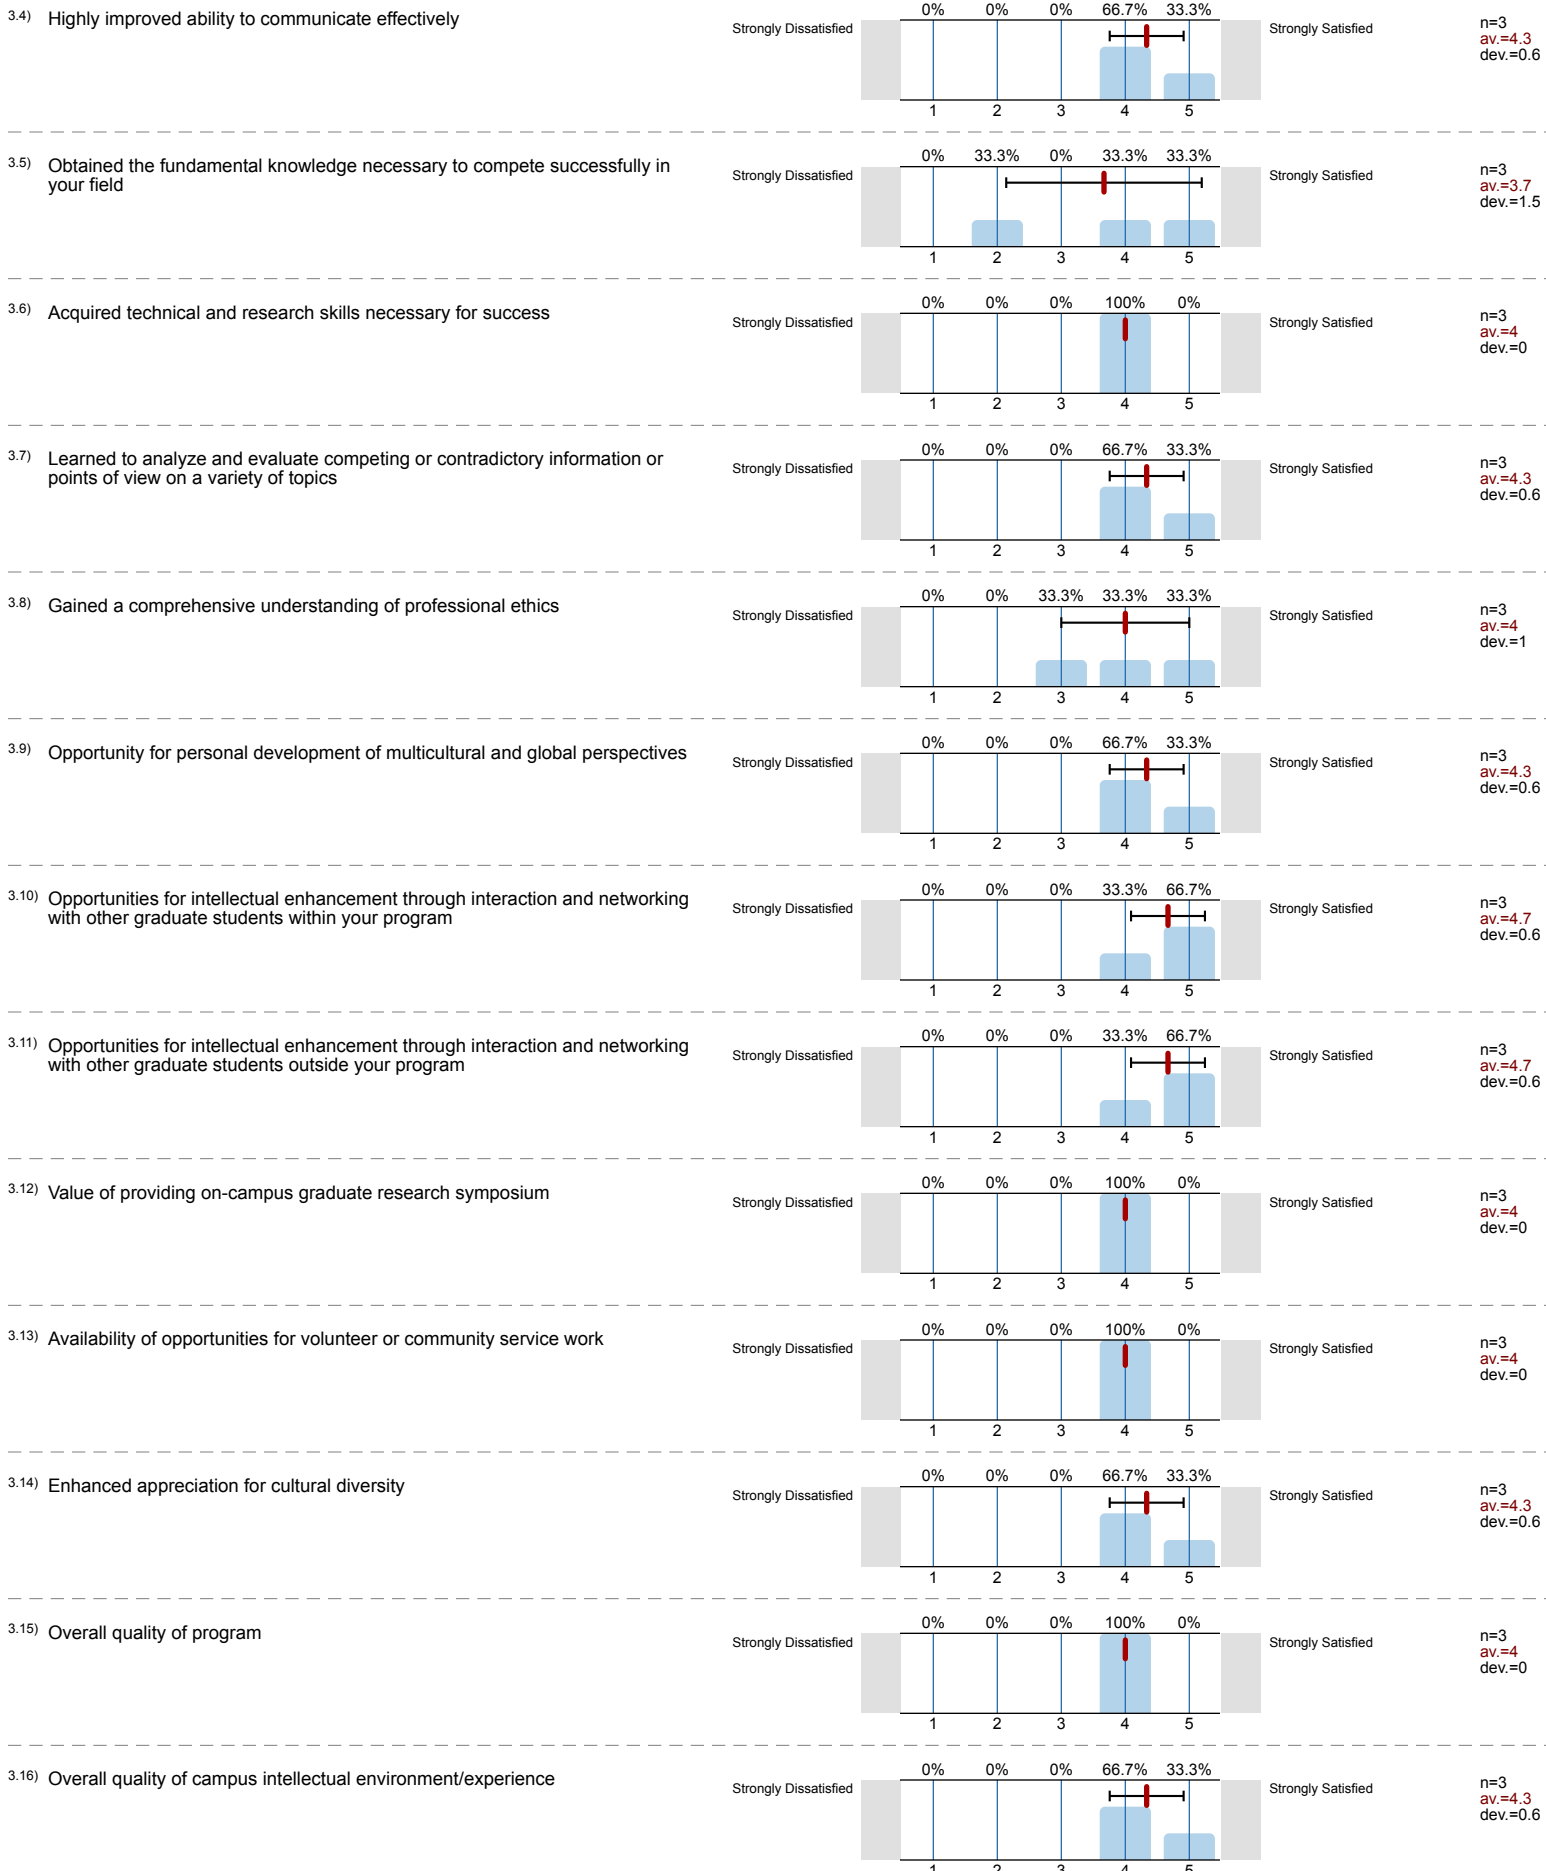 3.4) Highly improved ability to communicate effectively
Strongly Dissatisfied
0% 0% 0% 66.7% 33.3%
1 2 3 4 5
Strongly Satisfied
n=3
av.=4.3
dev.=0.6
3.5) Obtained the fundamental knowledge necessary to compete successfully in
your field
Strongly Dissatisfied
0% 33.3% 0% 33.3% 33.3%
1 2 3 4 5
Strongly Satisfied
n=3
av.=3.7
dev.=1.5
3.6) Acquired technical and research skills necessary for success
Strongly Dissatisfied
0% 0% 0% 100% 0%
1 2 3 4 5
Strongly Satisfied
n=3
av.=4
dev.=0
3.7) Learned to analyze and evaluate competing or contradictory information or
points of view on a variety of topics
Strongly Dissatisfied
0% 0% 0% 66.7% 33.3%
1 2 3 4 5
Strongly Satisfied
n=3
av.=4.3
dev.=0.6
3.8) Gained a comprehensive understanding of professional ethics
Strongly Dissatisfied
0% 0% 33.3% 33.3% 33.3%
1 2 3 4 5
Strongly Satisfied
n=3
av.=4
dev.=1
3.9) Opportunity for personal development of multicultural and global perspectives
Strongly Dissatisfied
0% 0% 0% 66.7% 33.3%
1 2 3 4 5
Strongly Satisfied
n=3
av.=4.3
dev.=0.6
3.10) Opportunities for intellectual enhancement through interaction and networking
with other graduate students within your program
Strongly Dissatisfied
0% 0% 0% 33.3% 66.7%
1 2 3 4 5
Strongly Satisfied
n=3
av.=4.7
dev.=0.6
3.11) Opportunities for intellectual enhancement through interaction and networking
with other graduate students outside your program
Strongly Dissatisfied
0% 0% 0% 33.3% 66.7%
1 2 3 4 5
Strongly Satisfied
n=3
av.=4.7
dev.=0.6
3.12) Value of providing on-campus graduate research symposium
Strongly Dissatisfied
0% 0% 0% 100% 0%
1 2 3 4 5
Strongly Satisfied
n=3
av.=4
dev.=0
3.13) Availability of opportunities for volunteer or community service work
Strongly Dissatisfied
0% 0% 0% 100% 0%
1 2 3 4 5
Strongly Satisfied
n=3
av.=4
dev.=0
3.14) Enhanced appreciation for cultural diversity
Strongly Dissatisfied
0% 0% 0% 66.7% 33.3%
1 2 3 4 5
Strongly Satisfied
n=3
av.=4.3
dev.=0.6
3.15) Overall quality of program
Strongly Dissatisfied
0% 0% 0% 100% 0%
1 2 3 4 5
Strongly Satisfied
n=3
av.=4
dev.=0
3.16) Overall quality of campus intellectual environment/experience
Strongly Dissatisfied
0% 0% 0% 66.7% 33.3%
1 2 3 4 5
Strongly Satisfied
n=3
av.=4.3
dev.=0.6